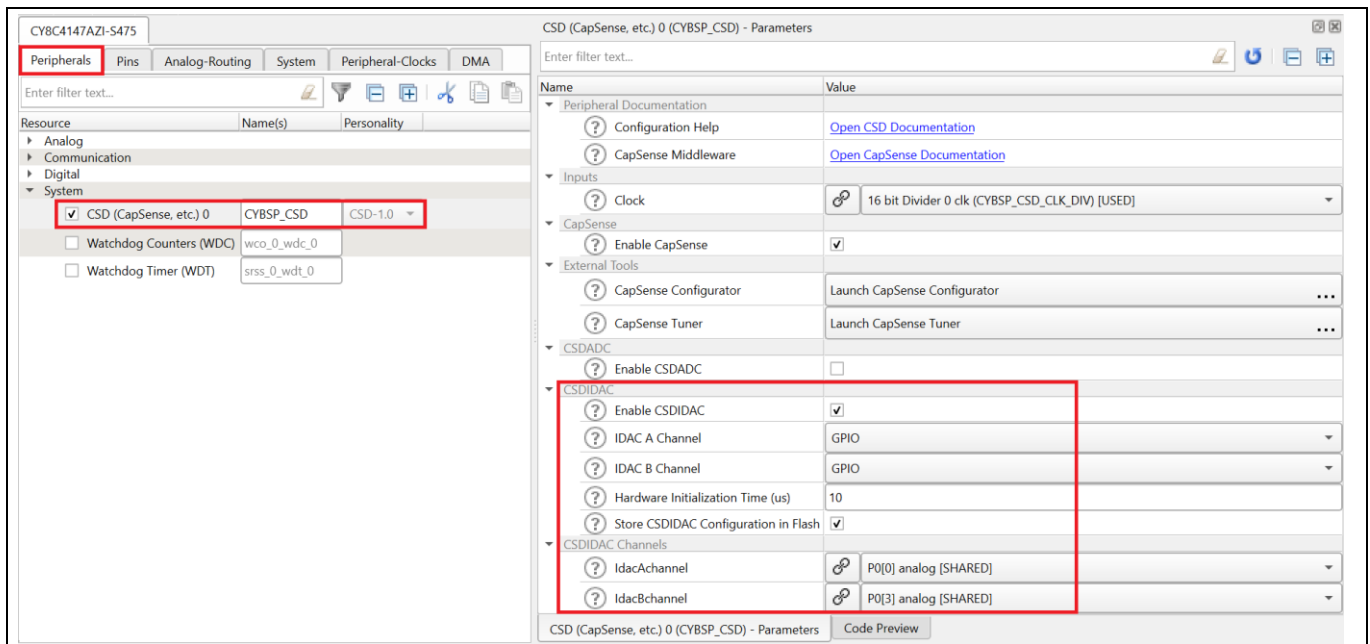 CY8C4147AZI-S475
Peripherals Pins Analog-Routing System Peripheral-Clocks DMA
Enter filter text...
Resource Name(s) Personality
Analog
Communication
Digital
System
CSD (CapSense, etc.) 0 CYBSP_CSD CSD-1.0
Watchdog Counters (WDC) wco_0_wdc_0
Watchdog Timer (WDT) srss_0_wdt_0
CSD (CapSense, etc.) 0 (CYBSP_CSD) - Parameters
Enter filter text...
Name Value
Peripheral Documentation
? Configuration Help Open CSD Documentation
? CapSense Middleware Open CapSense Documentation
Inputs
? Clock 16 bit Divider 0 clk (CYBSP_CSD_CLK_DIV) [USED]
CapSense
? Enable CapSense
External Tools
? CapSense Configurator Launch CapSense Configurator ...
? CapSense Tuner Launch CapSense Tuner ...
CSDADC
? Enable CSDADC
CSDIDAC
? Enable CSDIDAC
? IDAC A Channel GPIO
? IDAC B Channel GPIO
? Hardware Initialization Time (us) 10
? Store CSDIDAC Configuration in Flash
CSDIDAC Channels
? IdacAchannel P0[0] analog [SHARED]
? IdacBchannel P0[3] analog [SHARED]
CSD (CapSense, etc.) 0 (CYBSP_CSD) - Parameters Code Preview